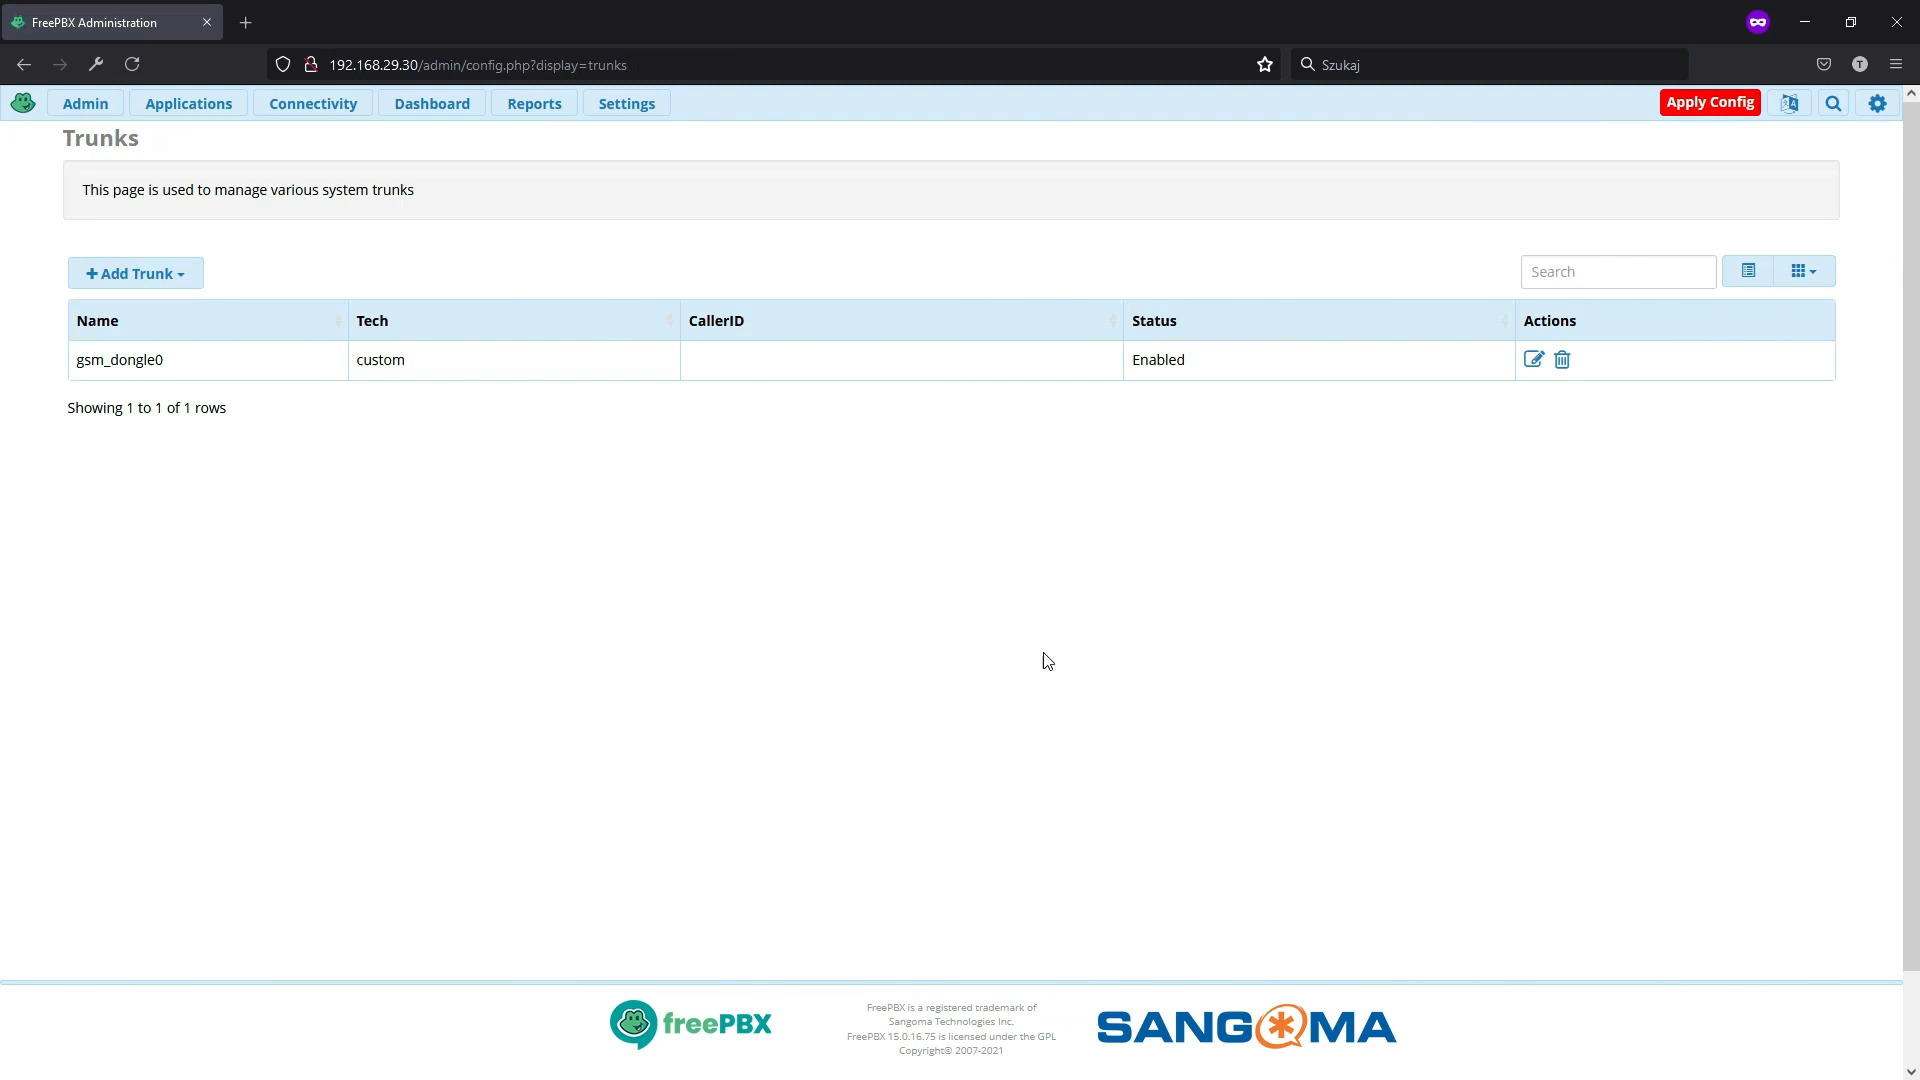 FreePBX Administration
192.168.29.30/admin/config.php?display=trunks
Szukaj
T
Admin
Applications
Connectivity
Dashboard
Reports
Settings
Apply Config
Trunks
This page is used to manage various system trunks
Add Trunk
Search
Name
Tech
CallerID
Status
Actions
gsm_dongle0
custom
Enabled
Showing 1 to 1 of 1 rows
freePBX
FreePBX is a registered trademark of
Sangoma Technologies Inc.
FreePBX 15.0.16.75 is licensed under the GPL
Copyright© 2007-2021
SANGOMA